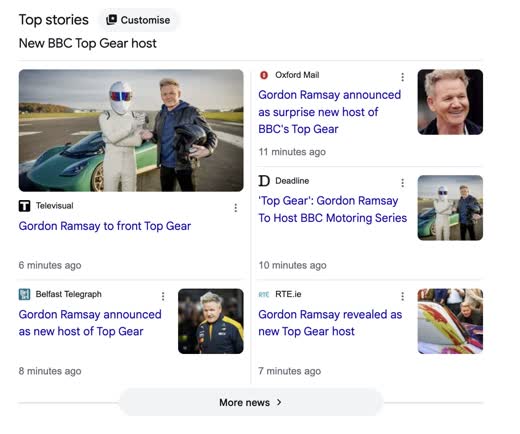 Top stories
Customise
New BBC Top Gear host
Televisual
Gordon Ramsay to front Top Gear
6 minutes ago
Oxford Mail
Gordon Ramsay announced
as surprise new host of
BBC's Top Gear
11 minutes ago
Deadline
'Top Gear': Gordon Ramsay
To Host BBC Motoring Series
10 minutes ago
Belfast Telegraph
Gordon Ramsay announced
as new host of Top Gear
8 minutes ago
RTE.ie
Gordon Ramsay revealed as
new Top Gear host
7 minutes ago
More news